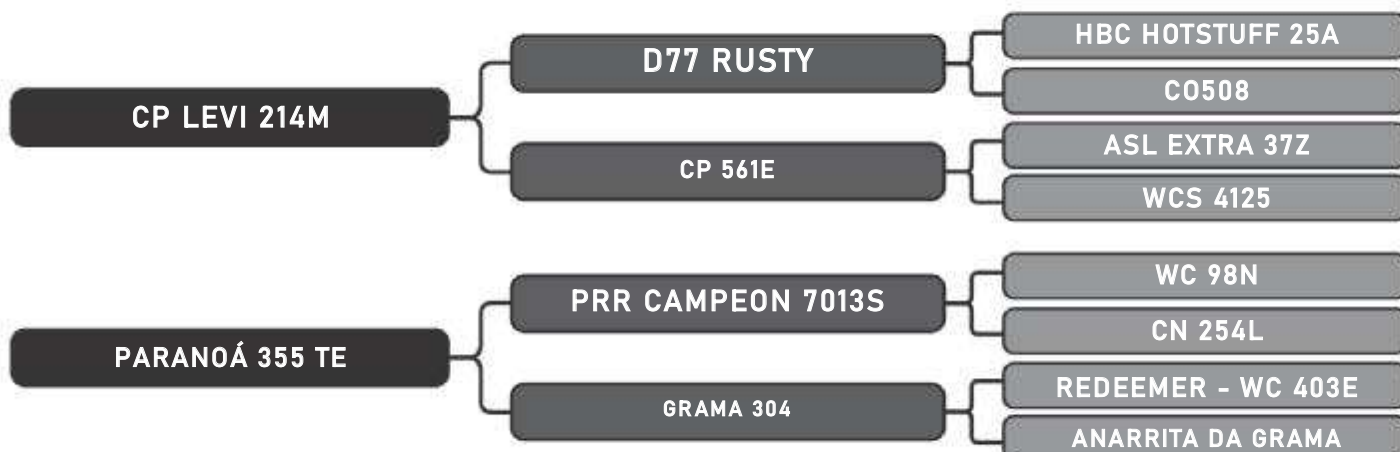 CP LEVI 214M
D77 RUSTY
HBC HOTSTUFF 25A
CO508
CP 561E
ASL EXTRA 37Z
WCS 4125
PARANOÁ 355 TE
PRR CAMPEON 7013S
WC 98N
CN 254L
GRAMA 304
REDEEMER - WC 403E
ANARRITA DA GRAMA